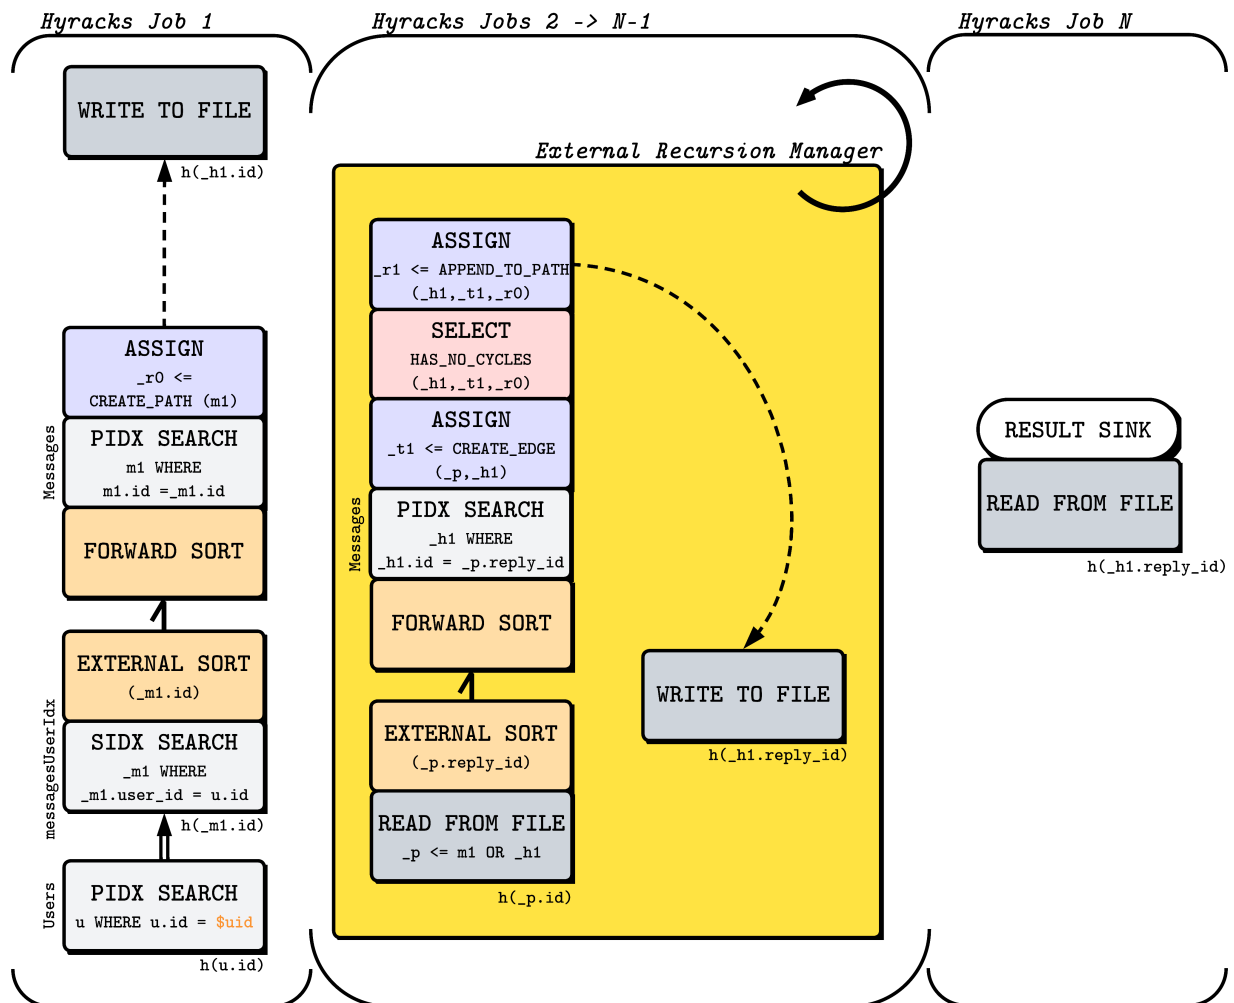 Hyracks Job 1
WRITE TO FILE
h(_h1.id)
ASSIGN
_r0 <=
CREATE_PATH (m1)
Messages
PIDX SEARCH
m1 WHERE
m1.id =_m1.id
FORWARD SORT
EXTERNAL SORT
(_m1.id)
messagesUserIdx
SIDX SEARCH
_m1 WHERE
_m1.user_id = u.id
h(_m1.id)
Users
PIDX SEARCH
u WHERE u.id = $uid
h(u.id)
Hyracks Jobs 2 -> N-1
External Recursion Manager
ASSIGN
_r1 <= APPEND_TO_PATH
(_h1,_t1,_r0)
SELECT
HAS_NO_CYCLES
(_h1,_t1,_r0)
ASSIGN
_t1 <= CREATE_EDGE
(_p,_h1)
Messages
PIDX SEARCH
_h1 WHERE
_h1.id = _p.reply_id
FORWARD SORT
EXTERNAL SORT
(_p.reply_id)
READ FROM FILE
_p <= m1 OR _h1
h(_p.id)
WRITE TO FILE
h(_h1.reply_id)
Hyracks Job N
RESULT SINK
READ FROM FILE
h(_h1.reply_id)